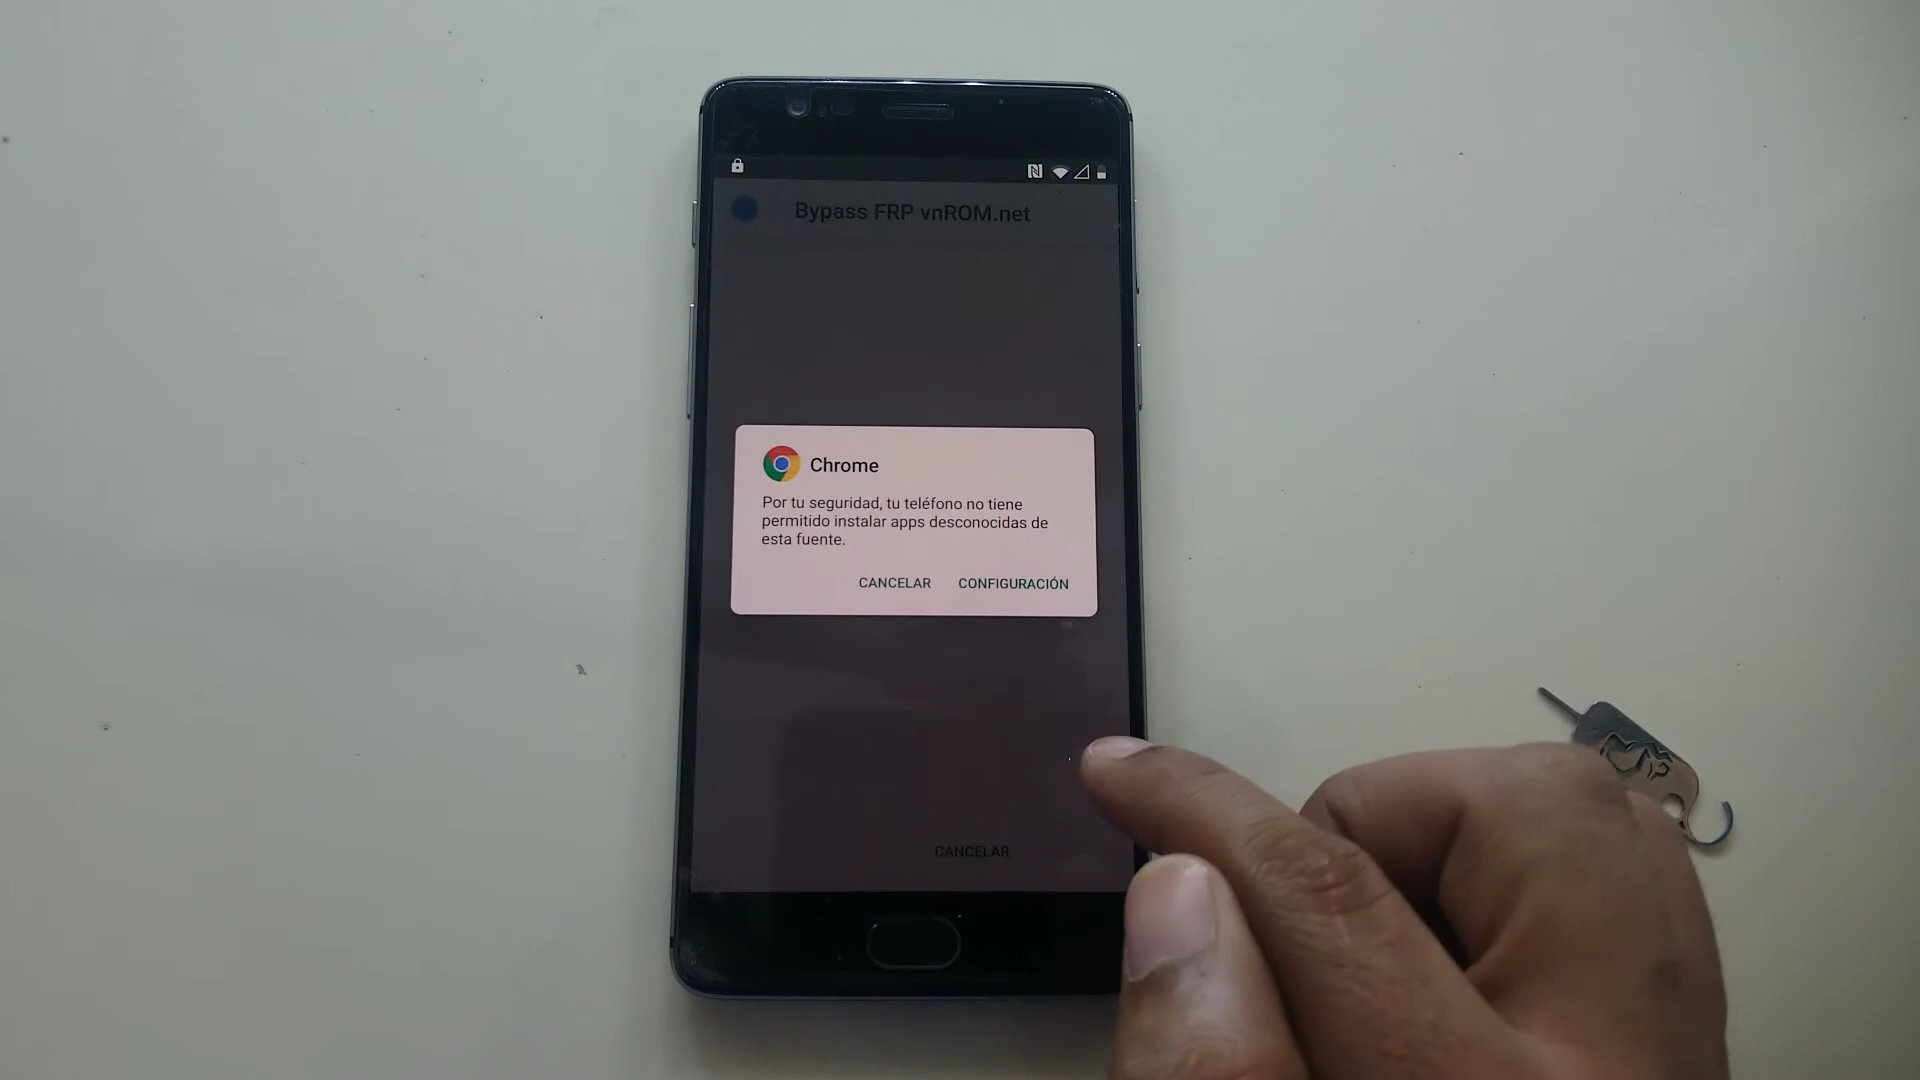 Bypass FRP vnROM.net
Chrome
Por tu seguridad, tu teléfono no tiene
permitido instalar apps desconocidas de
esta fuente.
CANCELAR CONFIGURACIÓN
CANCELAR